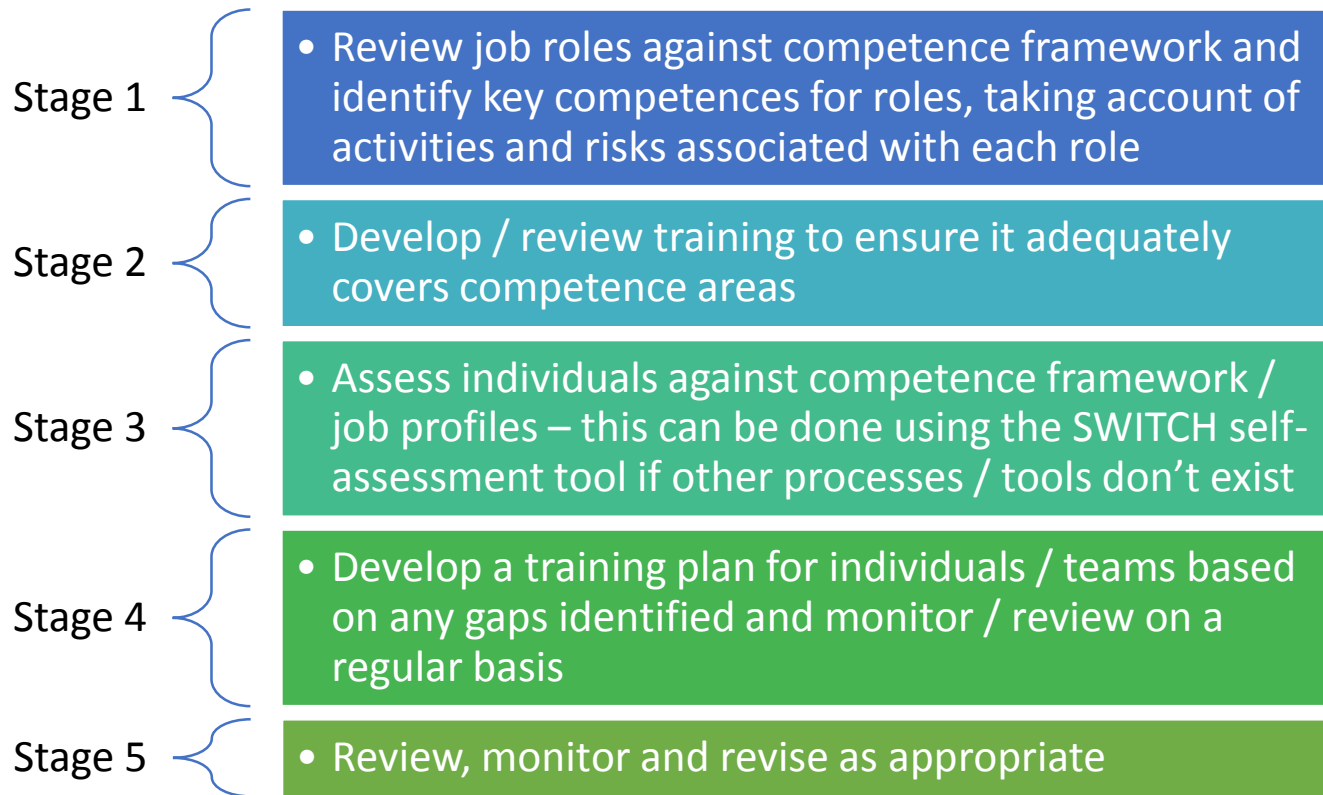 Stage 1
• Review job roles against competence framework and
identify key competences for roles, taking account of
activities and risks associated with each role
Stage 2
• Develop / review training to ensure it adequately
covers competence areas
Stage 3
• Assess individuals against competence framework /
job profiles – this can be done using the SWITCH self-
assessment tool if other processes / tools don’t exist
Stage 4
• Develop a training plan for individuals / teams based
on any gaps identified and monitor / review on a
regular basis
Stage 5
• Review, monitor and revise as appropriate